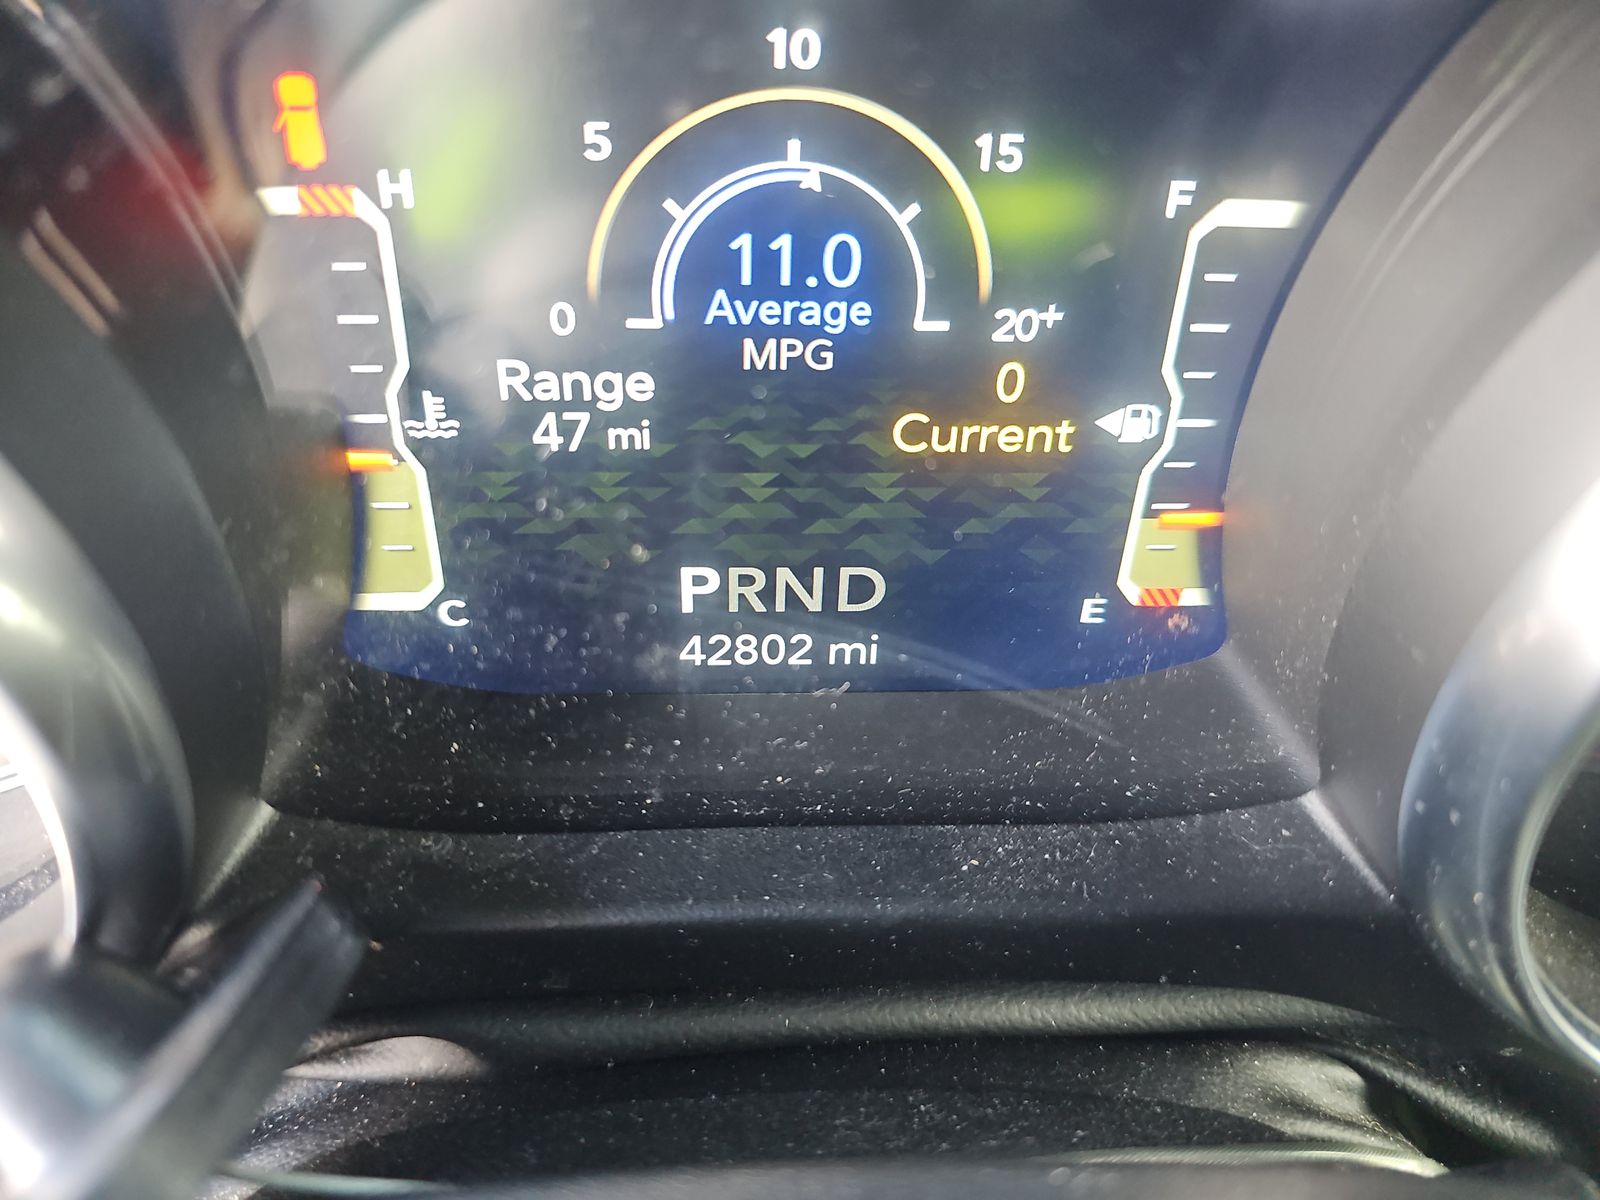 10
5 15
H F
11.0
Average
MPG
0 20+
Range 0
47 mi Current
PRND
C E
42802 mi